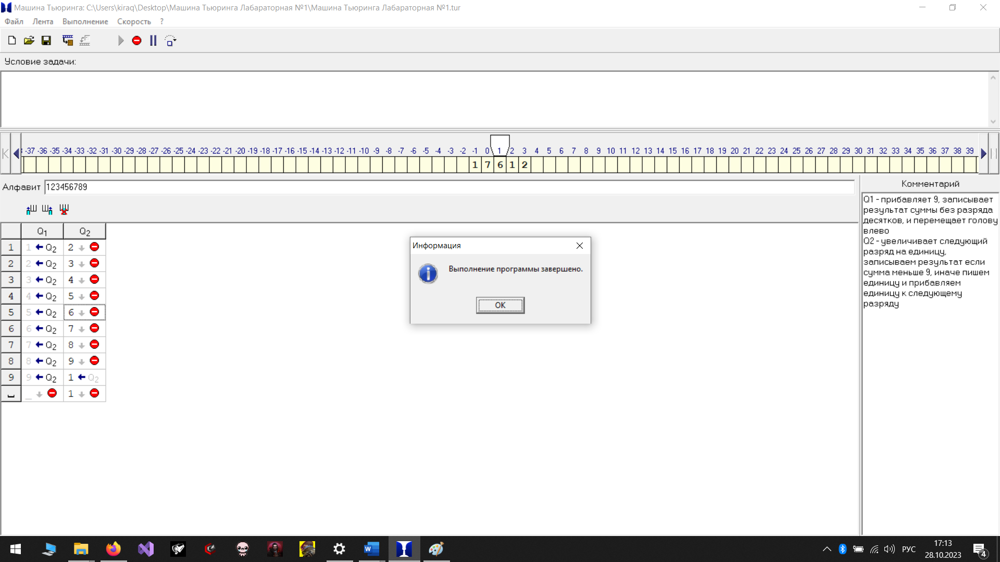 Машина Тьюринга: C:\Users\kiraq\Desktop\Машина Тьюринга Лабараторная №1\Машина Тьюринга Лабараторная №1.tur
Файл Лента Выполнение Скорость ?
Условие задачи:
-37 -36 -35 -34 -33 -32 -31 -30 -29 -28 -27 -26 -25 -24 -23 -22 -21 -20 -19 -18 -17 -16 -15 -14 -13 -12 -11 -10 -9 -8 -7 -6 -5 -4 -3 -2 -1 0 1 2 3 4 5 6 7 8 9 10 11 12 13 14 15 16 17 18 19 20 21 22 23 24 25 26 27 28 29 30 31 32 33 34 35 36 37 38 39
1 7 6 1 2
Алфавит 123456789
Q1 Q2
1 1 Q2 2
2 2 Q2 3
3 3 Q2 4
4 4 Q2 5
5 5 Q2 6
6 6 Q2 7
7 7 Q2 8
8 8 Q2 9
9 9 Q2 1 Q2
_ 1
Информация
Выполнение программы завершено.
OK
Комментарий
Q1 - прибавляет 9, записывает
результат суммы без разряда
десятков, и перемещает голову
влево
Q2 - увеличивает следующий
разряд на единицу,
записываем результат если
сумма меньше 9, иначе пишем
единицу и прибавляем
единицу к следующему
разряду
РУС
17:13
28.10.2023
4